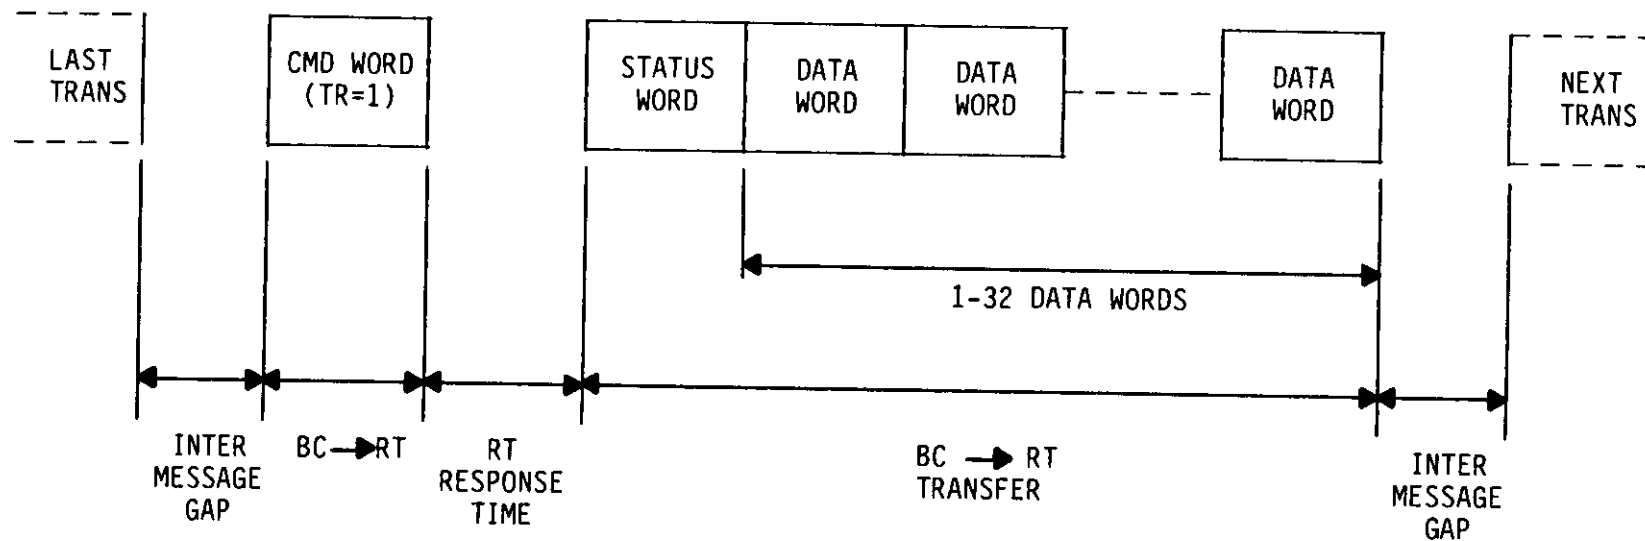 LAST
TRANS
CMD WORD
(TR=1)
STATUS
WORD
DATA
WORD
DATA
WORD
DATA
WORD
NEXT
TRANS
1-32 DATA WORDS
INTER
MESSAGE
GAP
BC→RT
RT
RESPONSE
TIME
BC → RT
TRANSFER
INTER
MESSAGE
GAP